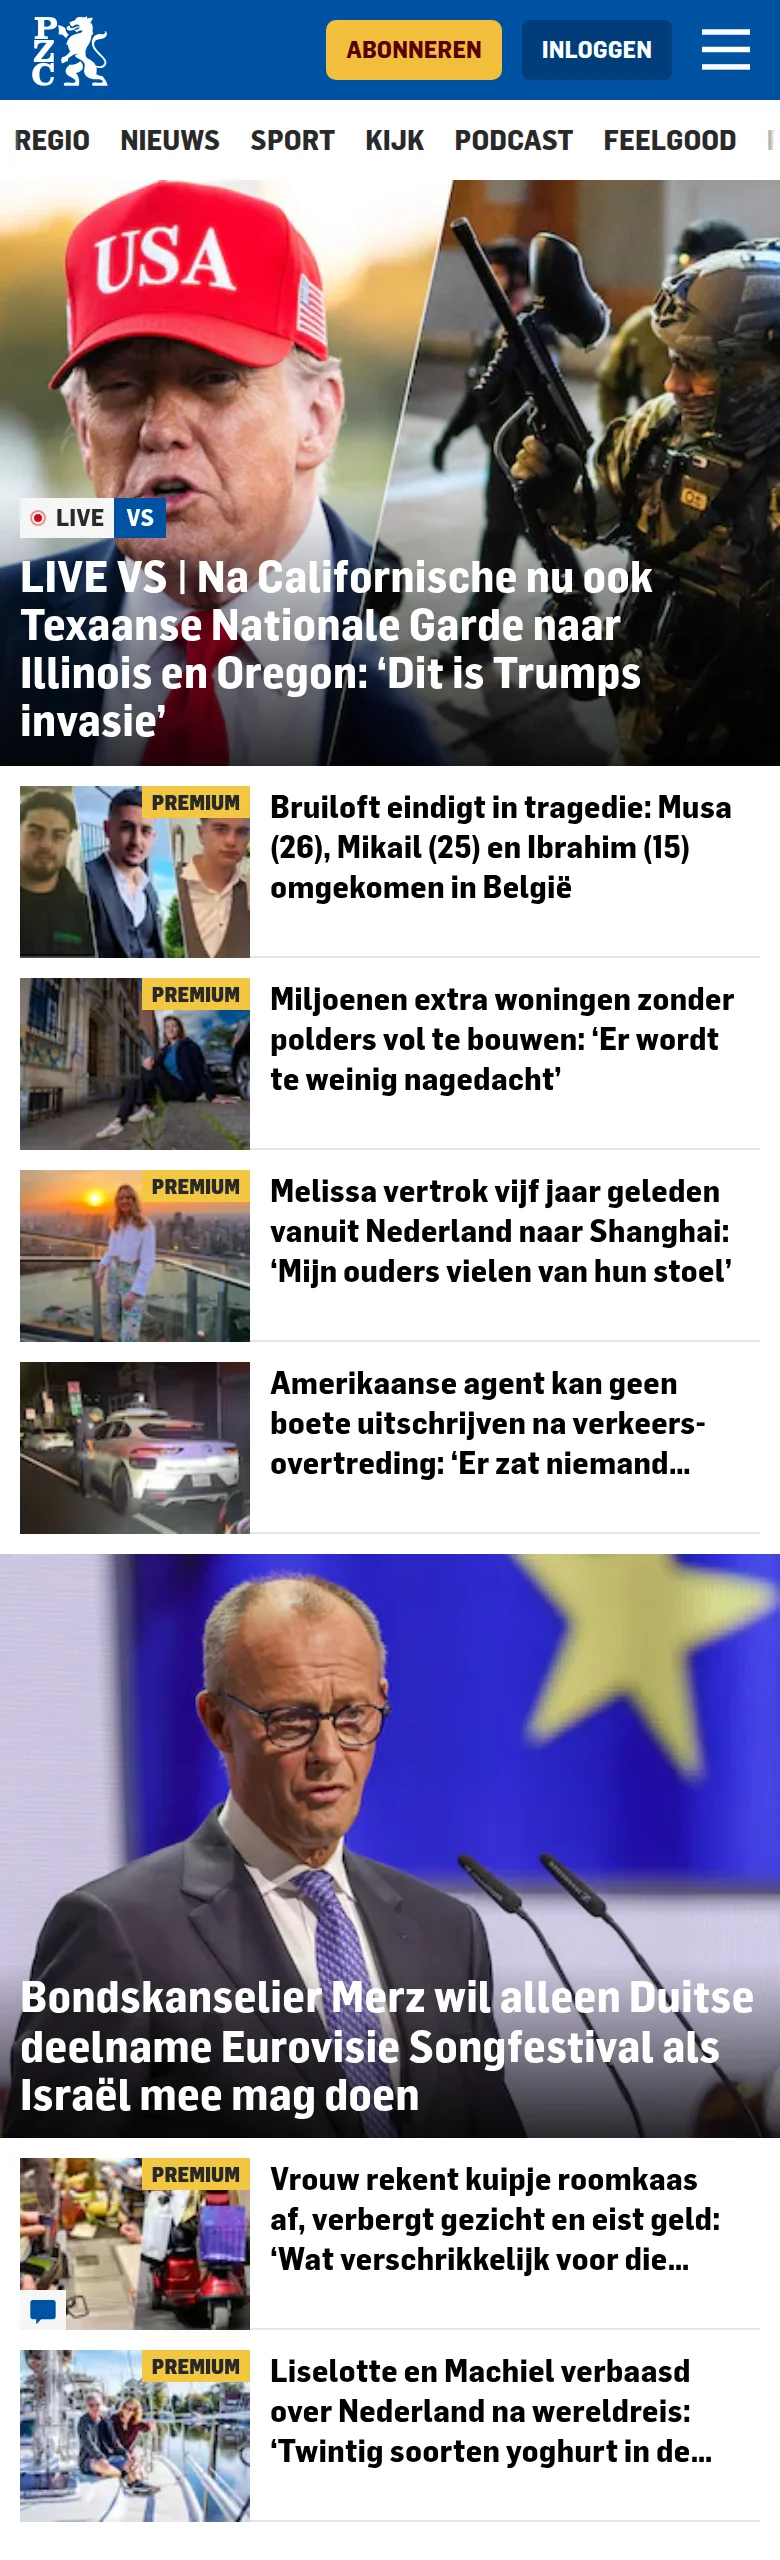 PZC
ABONNEREN
INLOGGEN
REGIO NIEUWS SPORT KIJK PODCAST FEELGOOD
USA
LIVE VS
LIVE VS | Na Californische nu ook
Texaanse Nationale Garde naar
Illinois en Oregon: ‘Dit is Trumps
invasie’
PREMIUM
Bruiloft eindigt in tragedie: Musa
(26), Mikail (25) en Ibrahim (15)
omgekomen in België
PREMIUM
Miljoenen extra woningen zonder
polders vol te bouwen: ‘Er wordt
te weinig nagedacht’
PREMIUM
Melissa vertrok vijf jaar geleden
vanuit Nederland naar Shanghai:
‘Mijn ouders vielen van hun stoel’
Amerikaanse agent kan geen
boete uitschrijven na verkeers-
overtreding: ‘Er zat niemand...
Bondskanselier Merz wil alleen Duitse
deelname Eurovisie Songfestival als
Israël mee mag doen
PREMIUM
Vrouw rekent kuipje roomkaas
af, verbergt gezicht en eist geld:
‘Wat verschrikkelijk voor die...
PREMIUM
Liselotte en Machiel verbaasd
over Nederland na wereldreis:
‘Twintig soorten yoghurt in de...